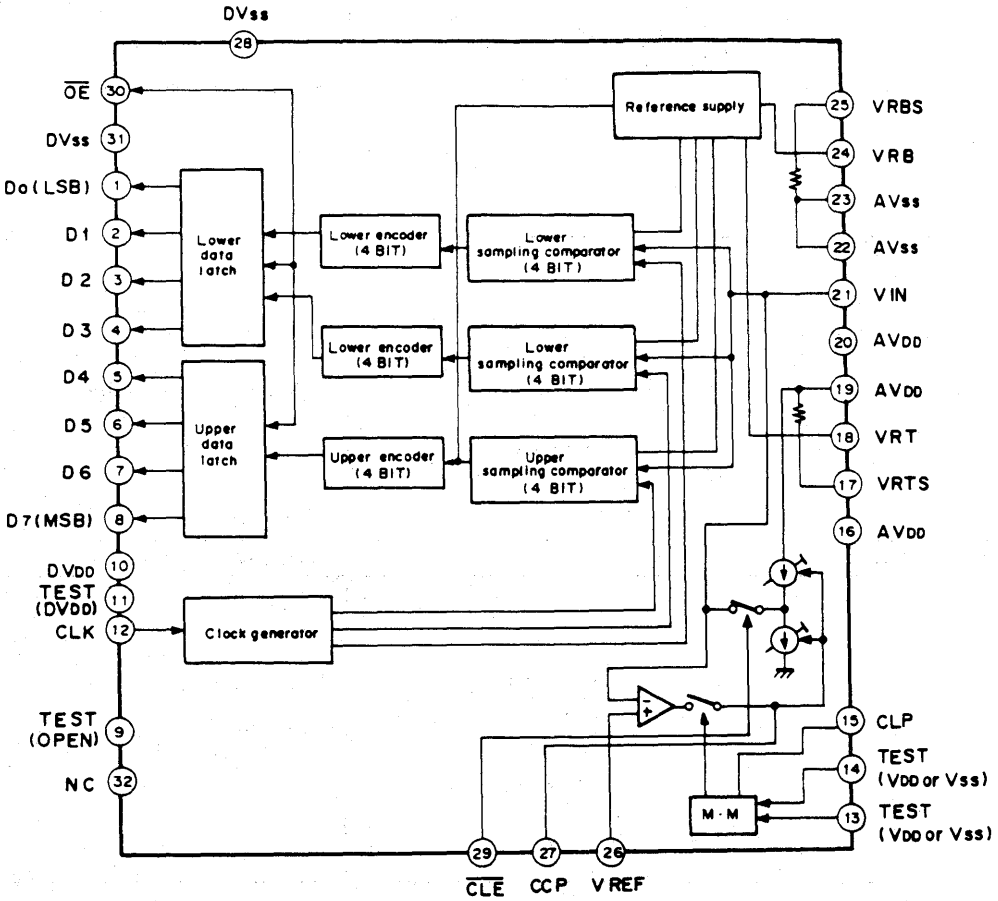 DVss
28
OE
30
DVss
31
Do(LSB)
1
D1
2
D2
3
D3
4
D4
5
D5
6
D6
7
D7(MSB)
8
DVDD
10
TEST
(DVDD)
11
CLK
12
TEST
(OPEN)
9
NC
32
Lower
data
latch
Upper
data
latch
Lower encoder
(4 BIT)
Lower encoder
(4 BIT)
Upper encoder
(4 BIT)
Lower
sampling comparator
(4 BIT)
Lower
sampling comparator
(4 BIT)
Upper
sampling comparator
(4 BIT)
Reference supply
Clock generator
-
+
M·M
25
VRBS
24
VRB
23
AVss
22
AVss
21
VIN
20
AVDD
19
AVDD
18
VRT
17
VRTS
16
AVDD
15
CLP
14
TEST
(VDD or Vss)
13
TEST
(VDD or Vss)
29
CLE
27
CCP
26
VREF